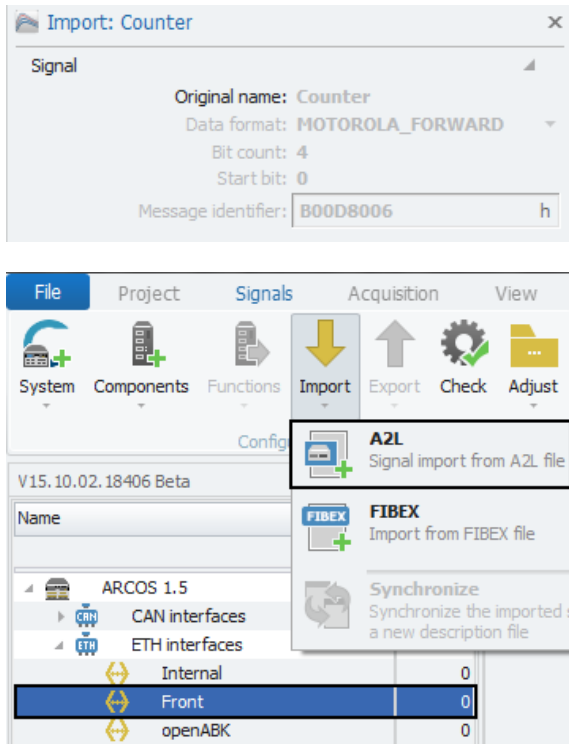 Import: Counter
Signal
Original name: Counter
Data format: MOTOROLA_FORWARD
Bit count: 4
Start bit: 0
Message identifier: B00D8006 h
File Project Signals Acquisition View
System Components Functions Import Export Check Adjust
A2L
Signal import from A2L file
V15.10.02.18406 Beta
FIBEX
FIBEX
Import from FIBEX file
Name
Synchronize
Synchronize the imported
a new description file
ARCOS 1.5
CAN CAN interfaces
ETH ETH interfaces
Internal 0
Front 0
openABK 0